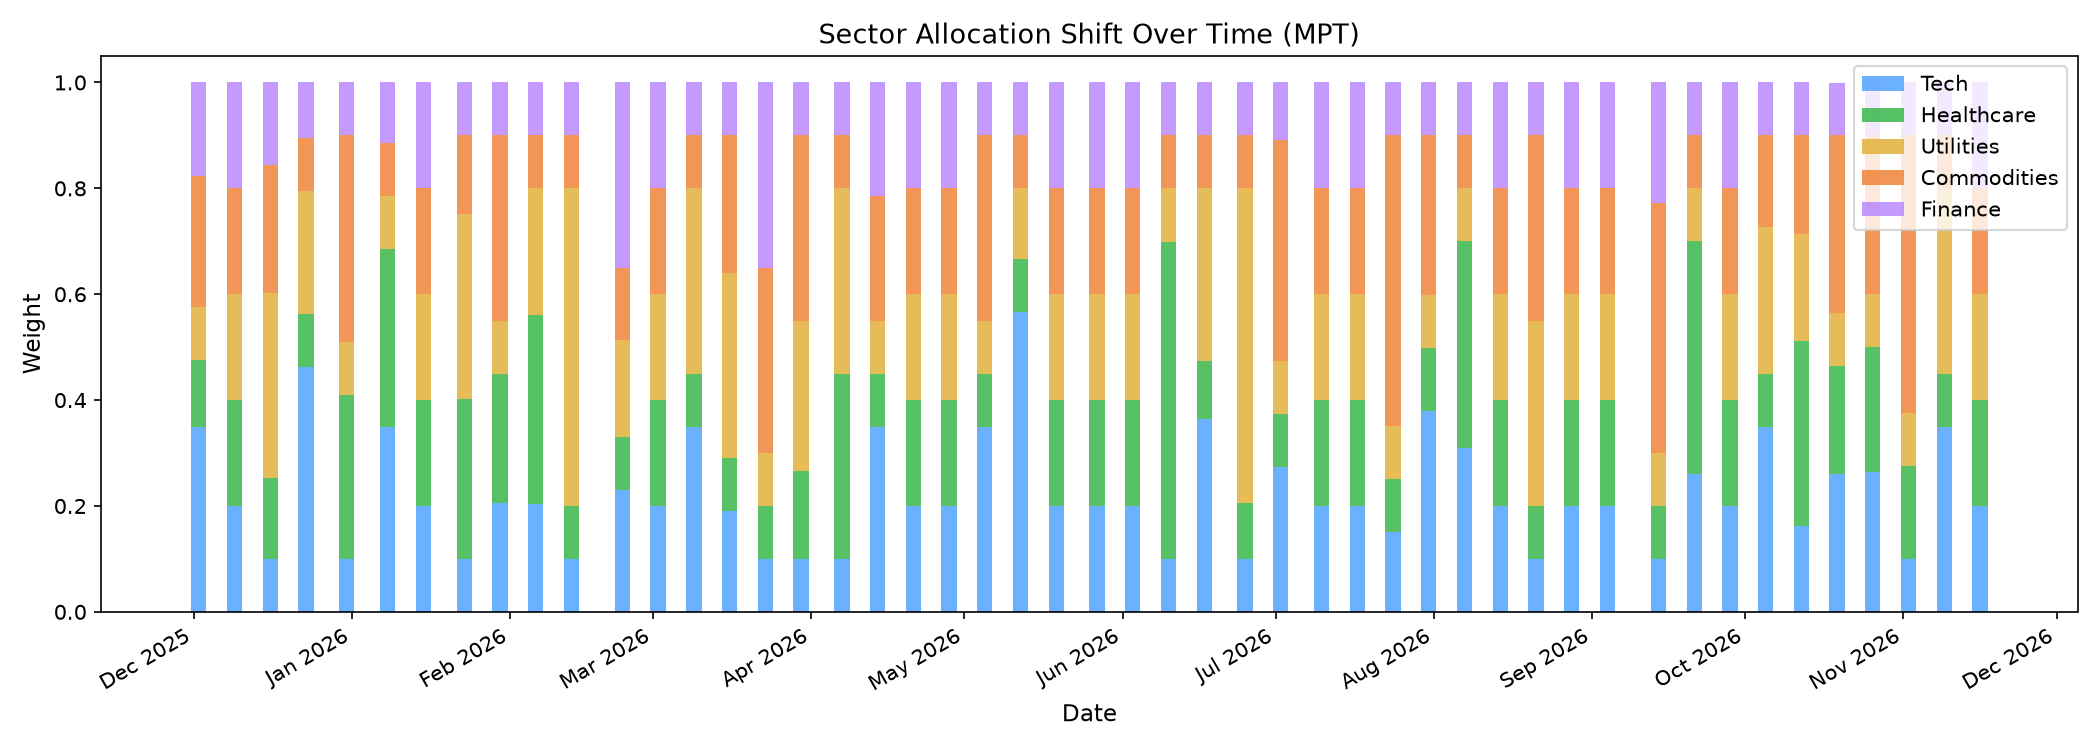 Sector Allocation Shift Over Time (MPT)
Weight
1.0
0.8
0.6
0.4
0.2
0.0
Tech
Healthcare
Utilities
Commodities
Finance
Dec 2025
Jan 2026
Feb 2026
Mar 2026
Apr 2026
May 2026
Jun 2026
Jul 2026
Aug 2026
Sep 2026
Oct 2026
Nov 2026
Dec 2026
Date